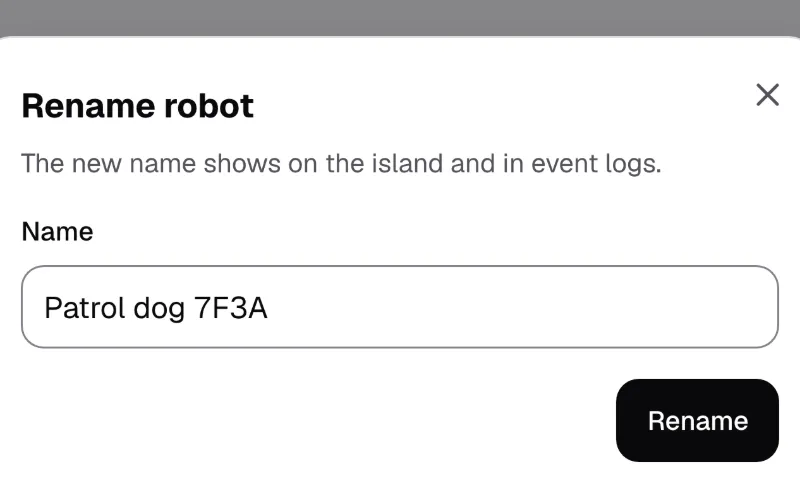 Rename robot
The new name shows on the island and in event logs.
Name
Patrol dog 7F3A
Rename